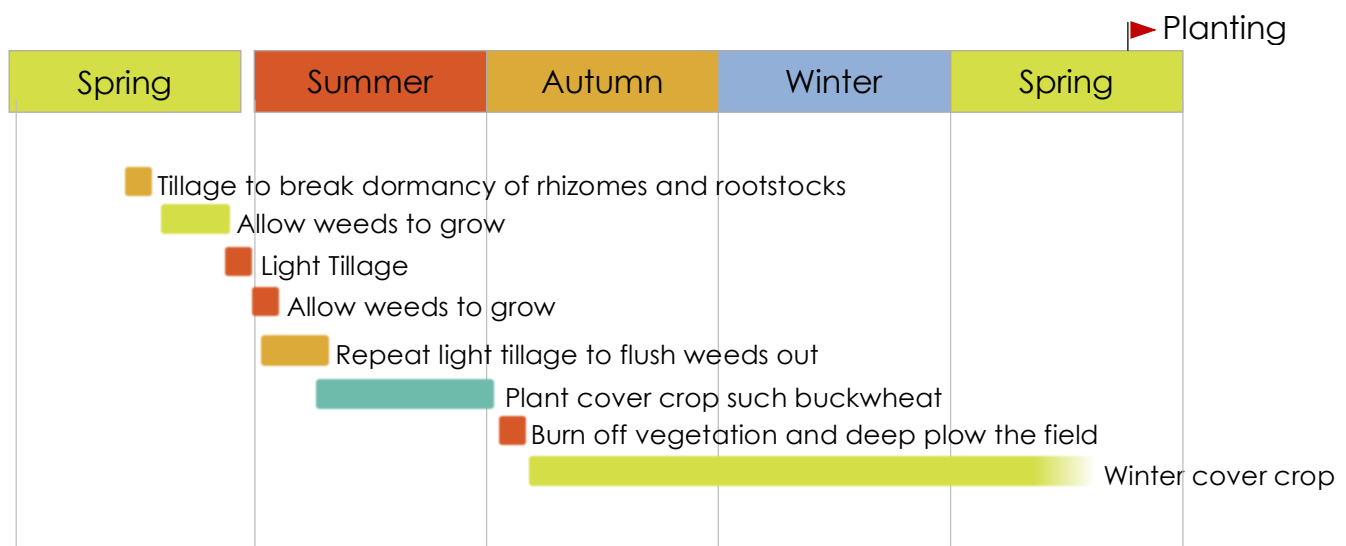 Planting
Spring
Summer
Autumn
Winter
Spring
Tillage to break dormancy of rhizomes and rootstocks
Allow weeds to grow
Light Tillage
Allow weeds to grow
Repeat light tillage to flush weeds out
Plant cover crop such buckwheat
Burn off vegetation and deep plow the field
Winter cover crop